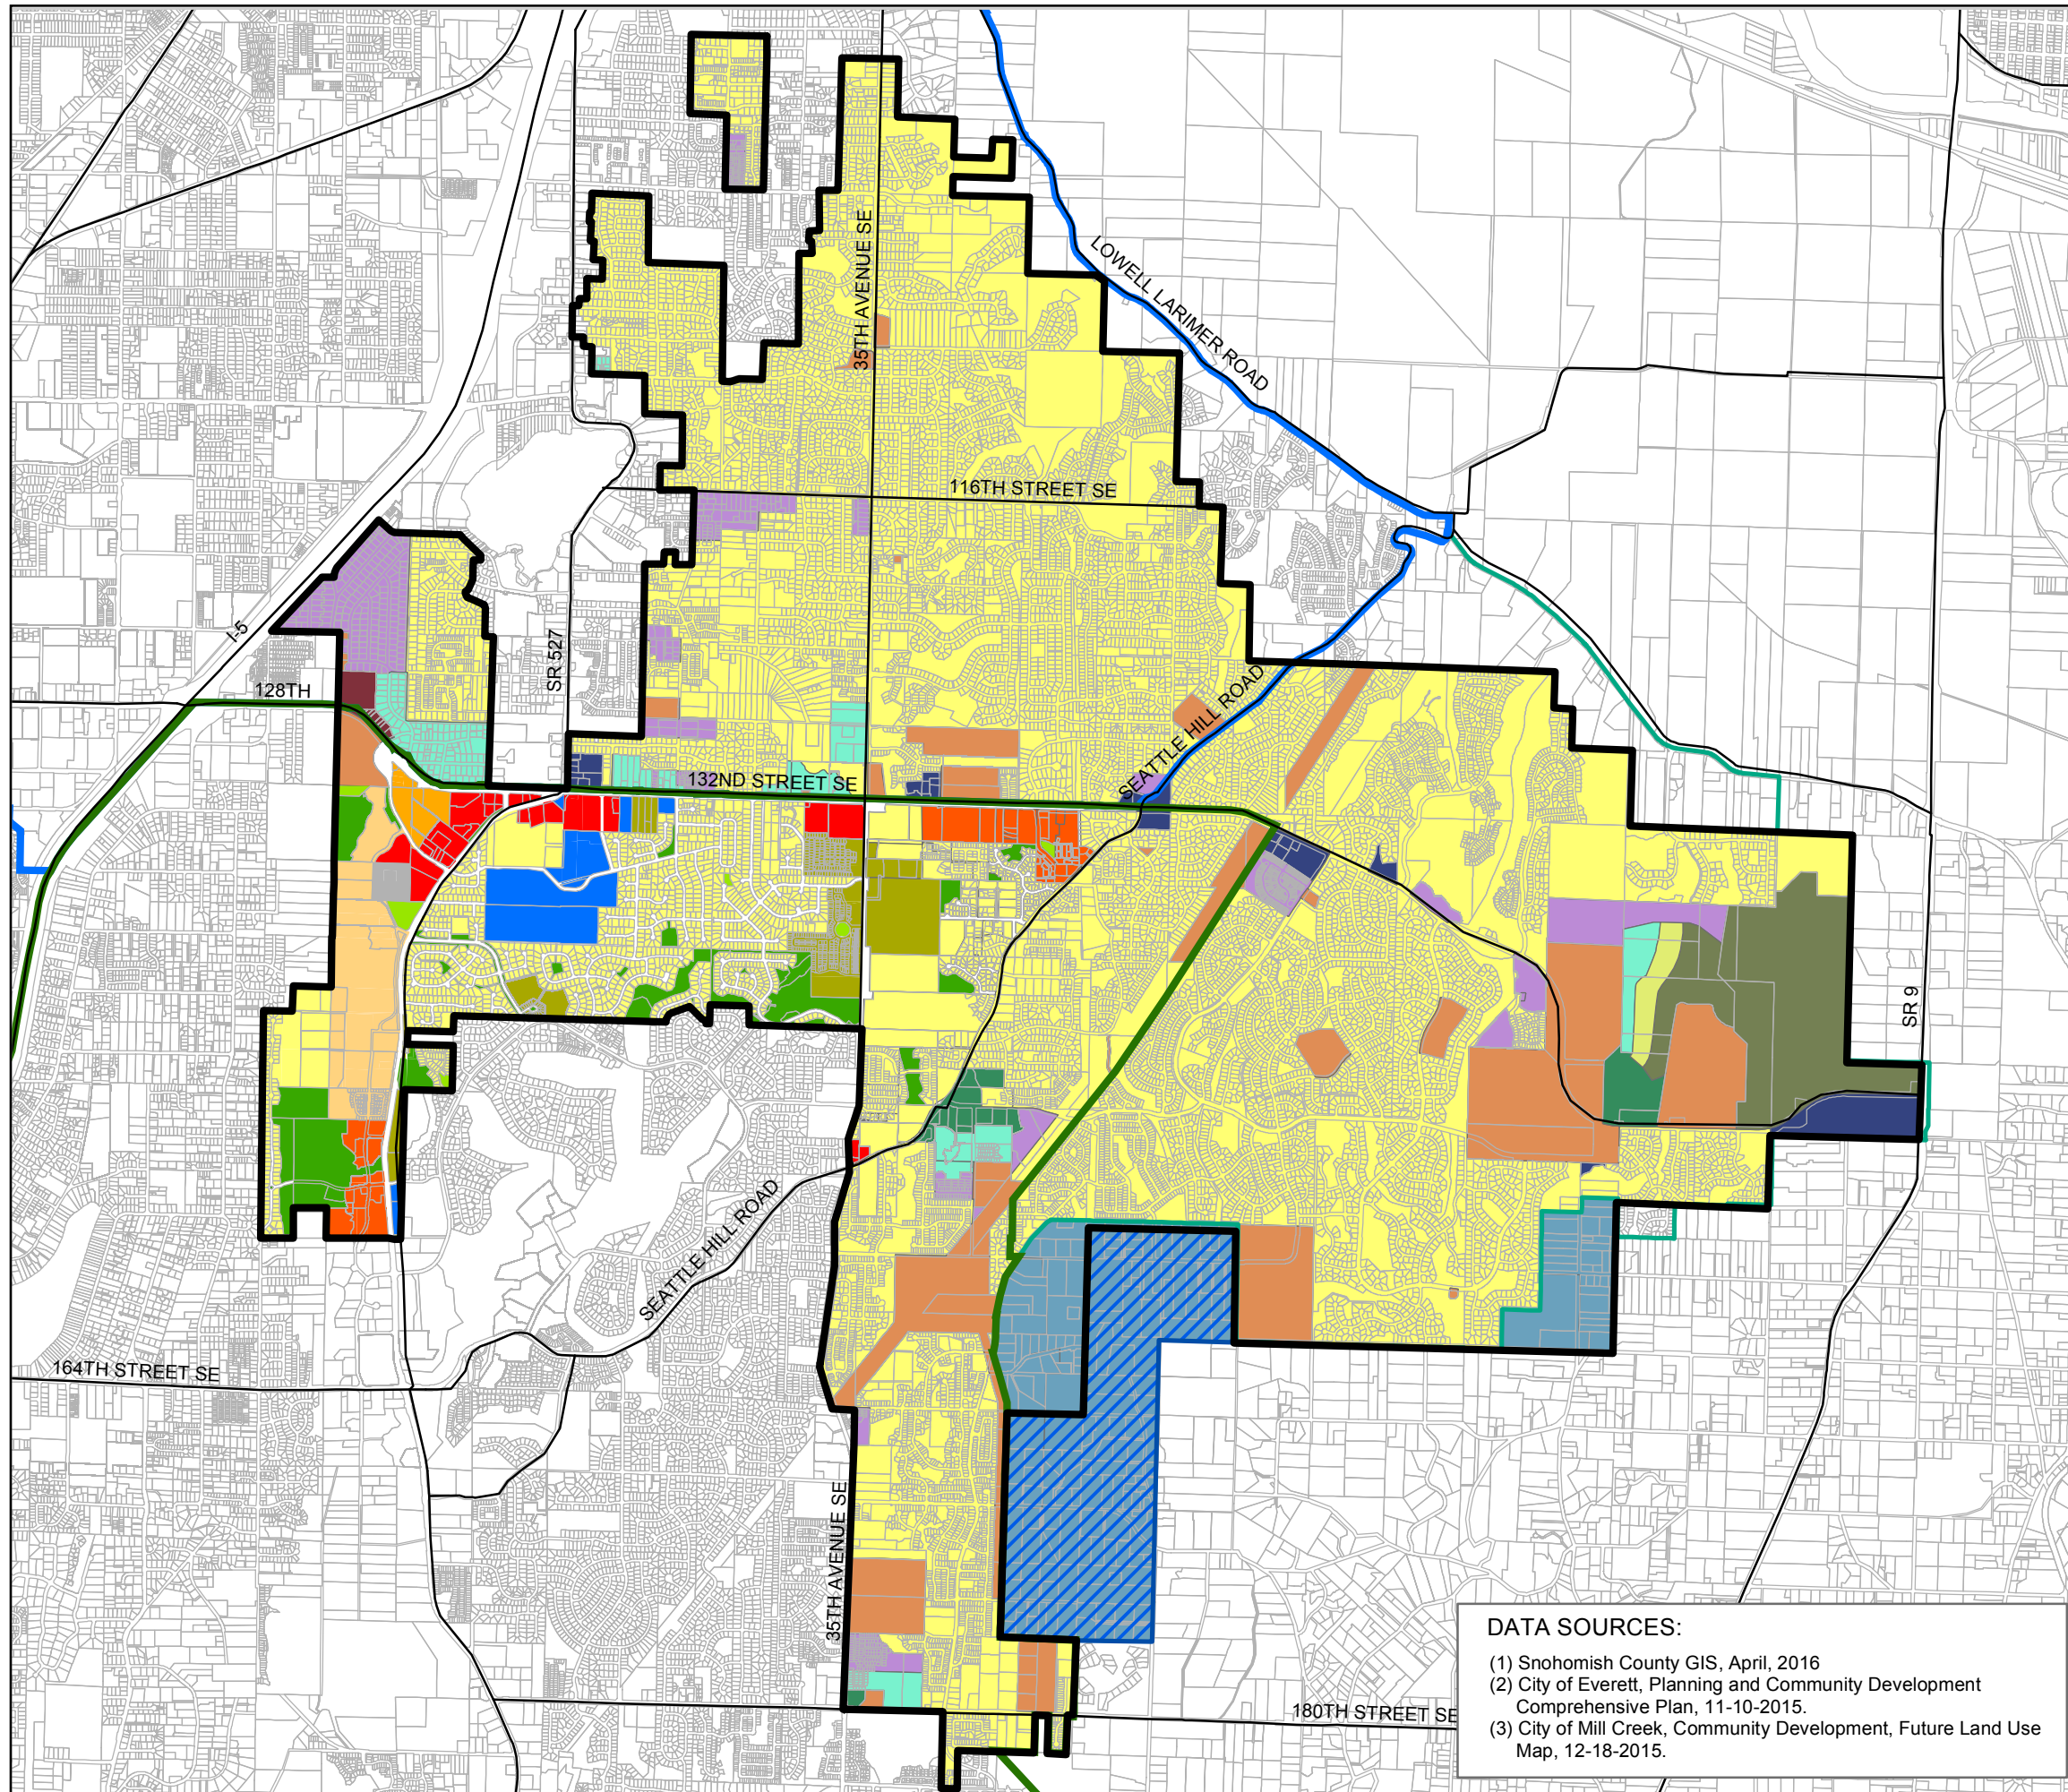 35TH AVENUE SE
LOWELL LARIMER ROAD
116TH STREET SE
I-5
SR 527
128TH
SEATTLE HILL ROAD
132ND STREET SE
SR 9
SEATTLE HILL ROAD
164TH STREET SE
35TH AVENUE SE
180TH STREET SE
DATA SOURCES:
(1) Snohomish County GIS, April, 2016
(2) City of Everett, Planning and Community Development
Comprehensive Plan, 11-10-2015.
(3) City of Mill Creek, Community Development, Future Land Use
Map, 12-18-2015.